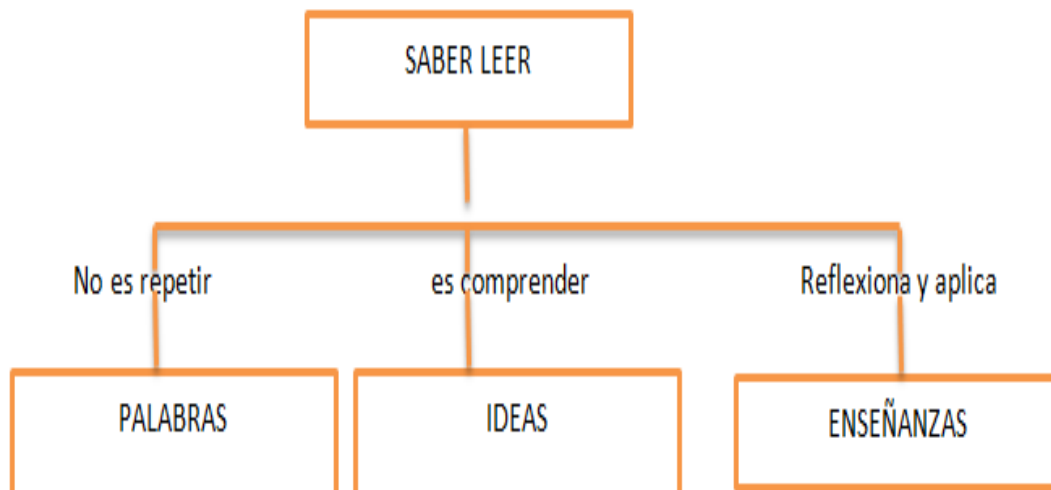 SABER LEER
No es repetir
es comprender
Reflexiona y aplica
PALABRAS
IDEAS
ENSEÑANZAS